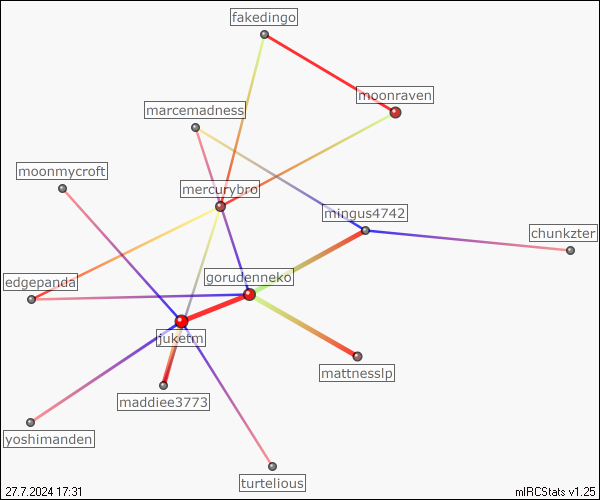 fakedingo
moonraven
marcemadness
moonmycroft
mercurybro
mingus4742
chunkzter
gorudenneko
edgepanda
juketm
mattnesslp
maddiee3773
yoshimanden
turtelious
27.7.2024 17:31
mIRCStats v1.25